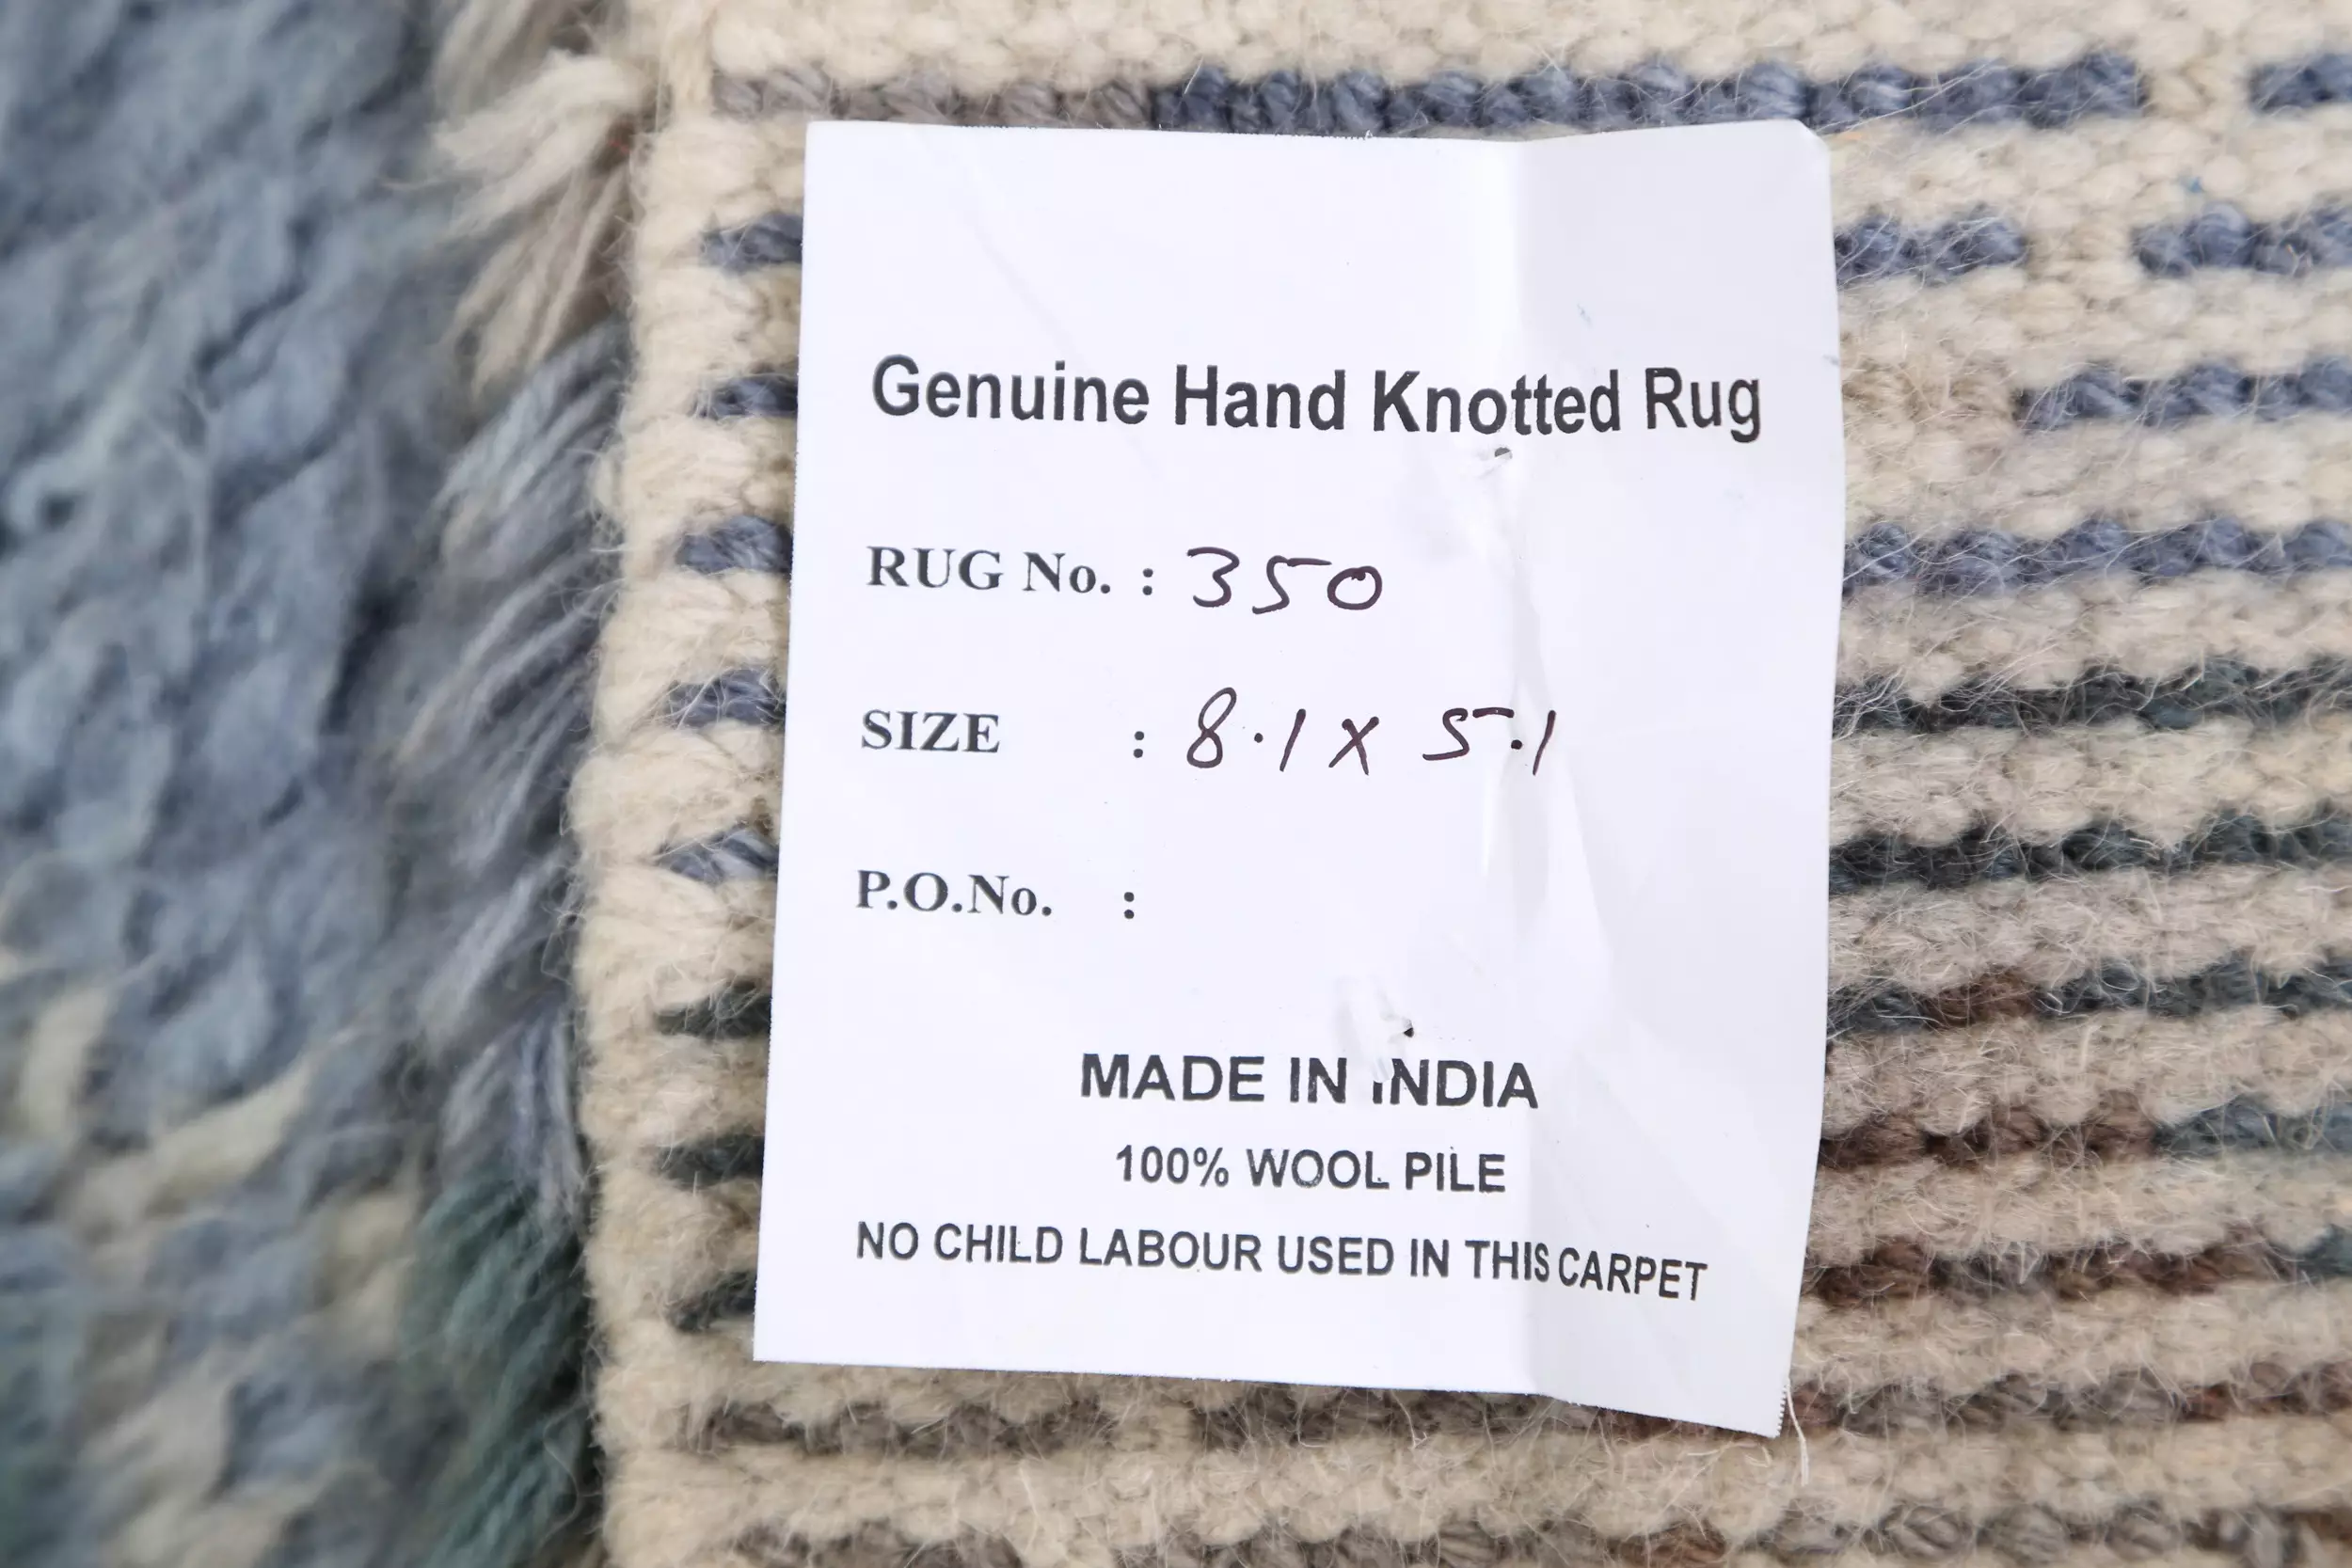 Genuine Hand Knotted Rug
RUG No. : 350
SIZE : 8.1 X 5.1
P.O.No. :
MADE IN INDIA
100% WOOL PILE
NO CHILD LABOUR USED IN THIS CARPET